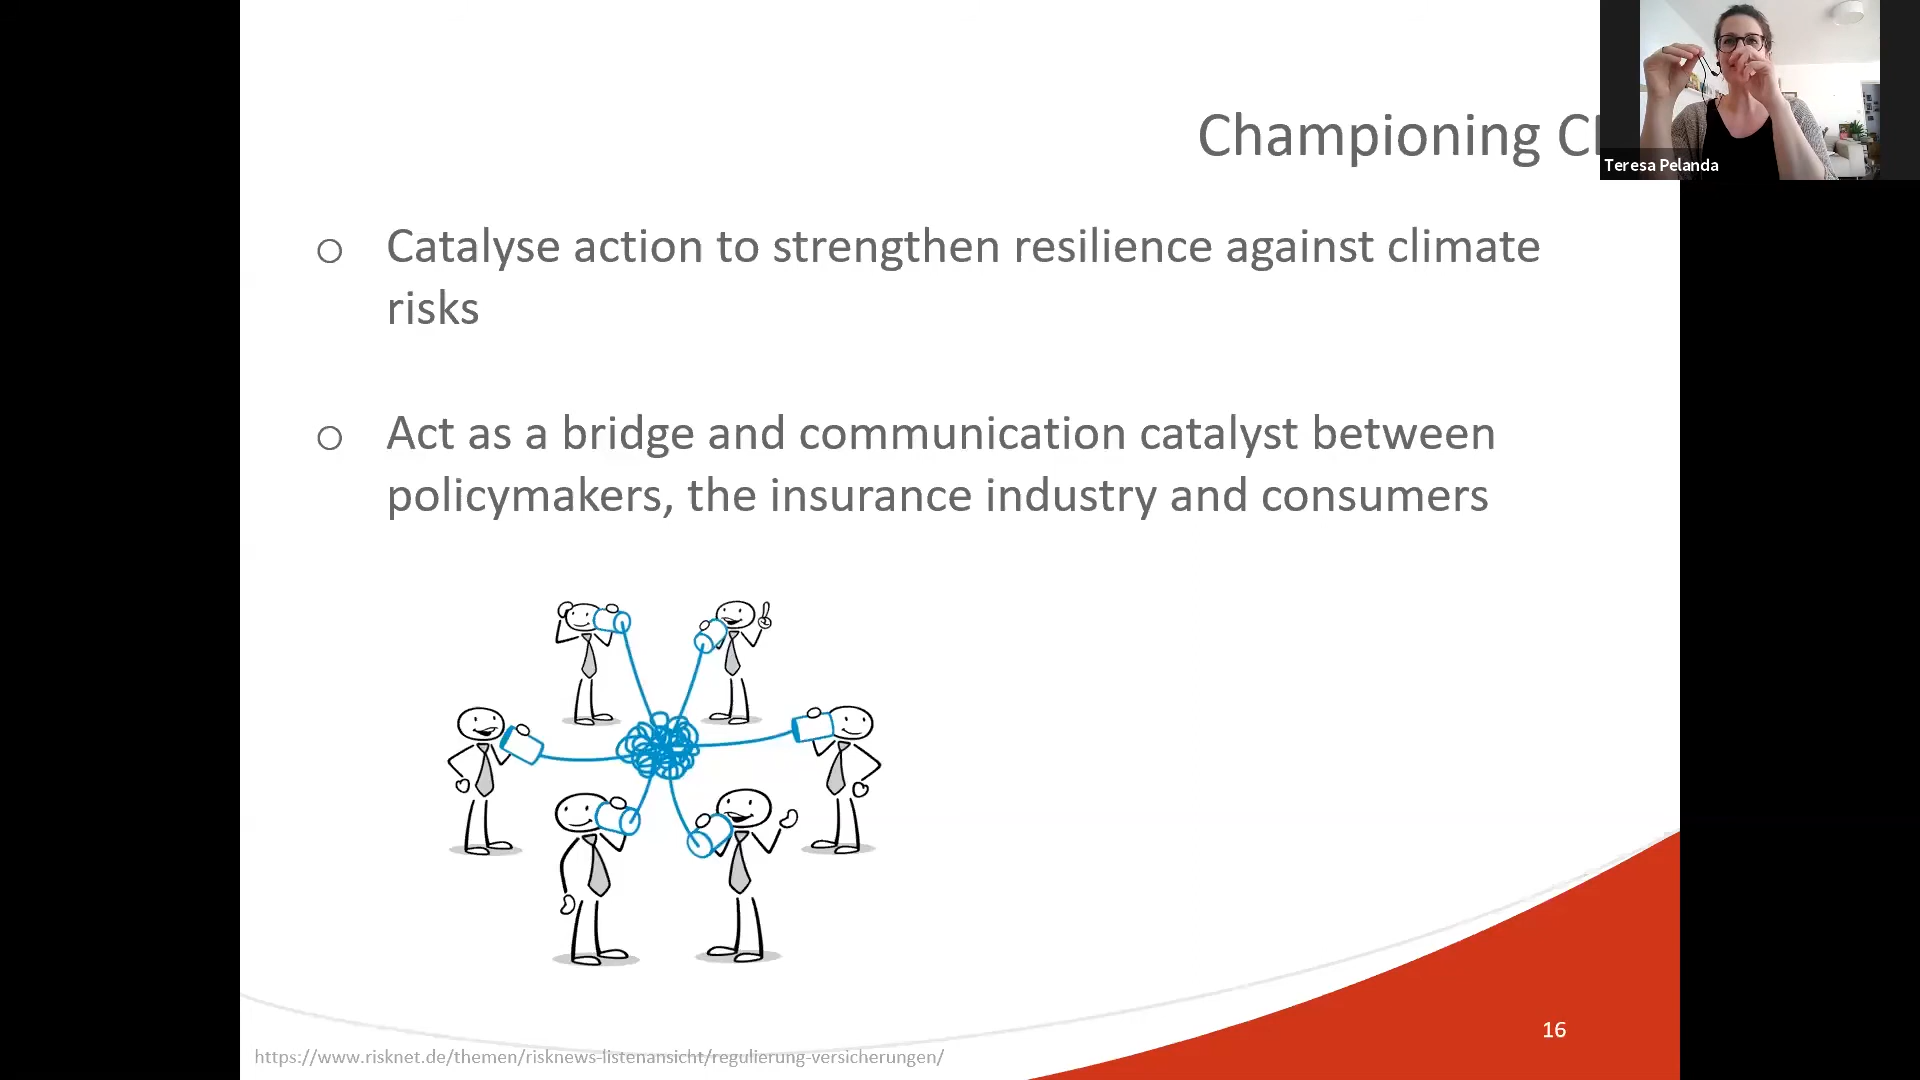 Championing
Teresa Pelanda
○ Catalyse action to strengthen resilience against climate
risks
○ Act as a bridge and communication catalyst between
policymakers, the insurance industry and consumers
16
https://www.risknet.de/themen/risknews-listenansicht/regulierung-versicherungen/